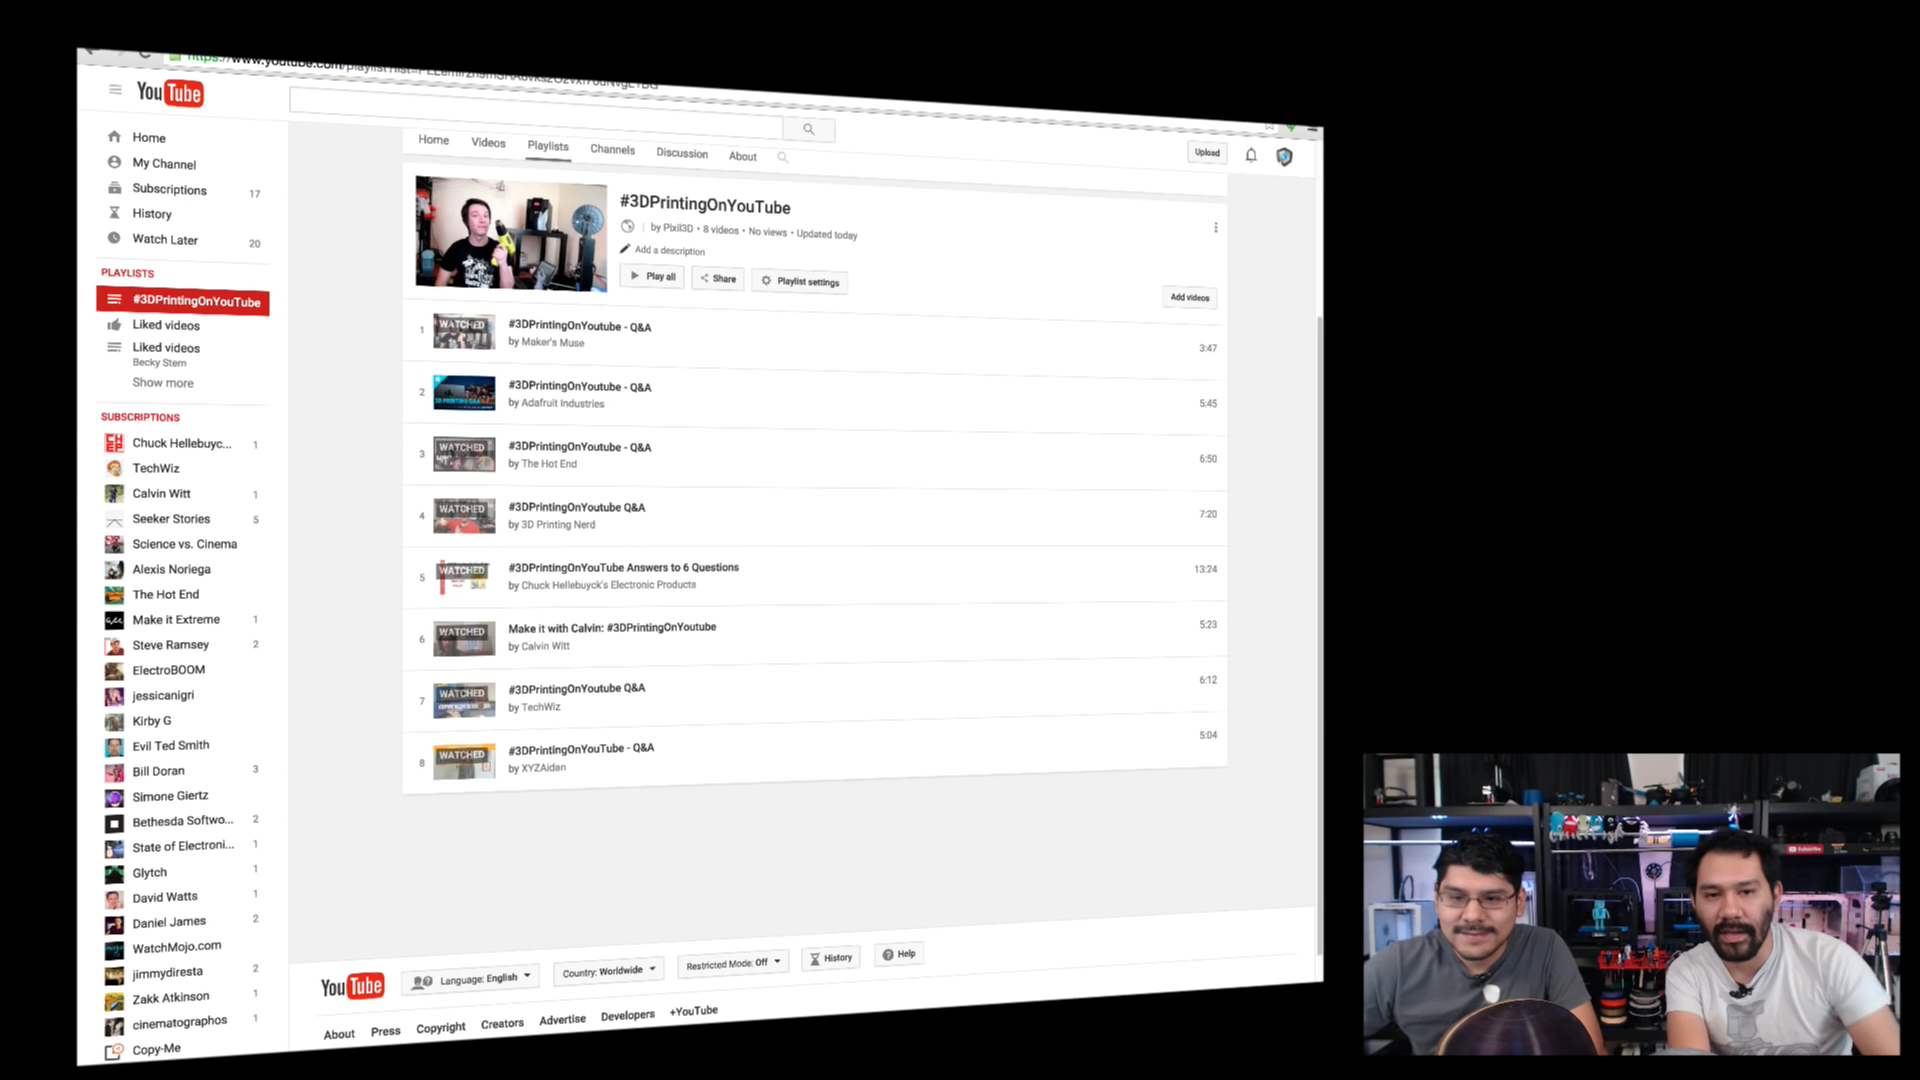 YouTube
Home
My Channel
Subscriptions 17
History
Watch Later 20
PLAYLISTS
#3DPrintingOnYouTube
Liked videos
Liked videos
Becky Stern
Show more
SUBSCRIPTIONS
Chuck Hellebuyc... 1
TechWiz
Calvin Witt 1
Seeker Stories 5
Science vs. Cinema
Alexis Noriega
The Hot End
Make it Extreme 1
Steve Ramsey 2
ElectroBOOM
jessicanigri
Kirby G
Evil Ted Smith
Bill Doran 3
Simone Giertz
Bethesda Softwo... 2
State of Electroni... 1
Glytch 1
David Watts 1
Daniel James 2
WatchMojo.com
jimmydiresta 2
Zakk Atkinson 1
cinematographos 1
Copy-Me
Home Videos Playlists Channels Discussion About
Upload
#3DPrintingOnYouTube
by Pixil3D • 8 videos • No views • Updated today
Add a description
Play all Share Playlist settings
Add videos
1 WATCHED #3DPrintingOnYoutube - Q&A
by Maker's Muse
3:47
2 #3DPrintingOnYoutube - Q&A
by Adafruit Industries
5:45
3 WATCHED #3DPrintingOnYoutube - Q&A
by The Hot End
6:50
4 WATCHED #3DPrintingOnYoutube Q&A
by 3D Printing Nerd
7:20
5 WATCHED #3DPrintingOnYouTube Answers to 6 Questions
by Chuck Hellebuyck's Electronic Products
13:24
6 WATCHED Make it with Calvin: #3DPrintingOnYoutube
by Calvin Witt
5:23
7 WATCHED #3DPrintingOnYoutube Q&A
by TechWiz
6:12
8 WATCHED #3DPrintingOnYouTube - Q&A
by XYZAidan
5:04
YouTube
Language: English Country: Worldwide Restricted Mode: Off History Help
About Press Copyright Creators Advertise Developers +YouTube